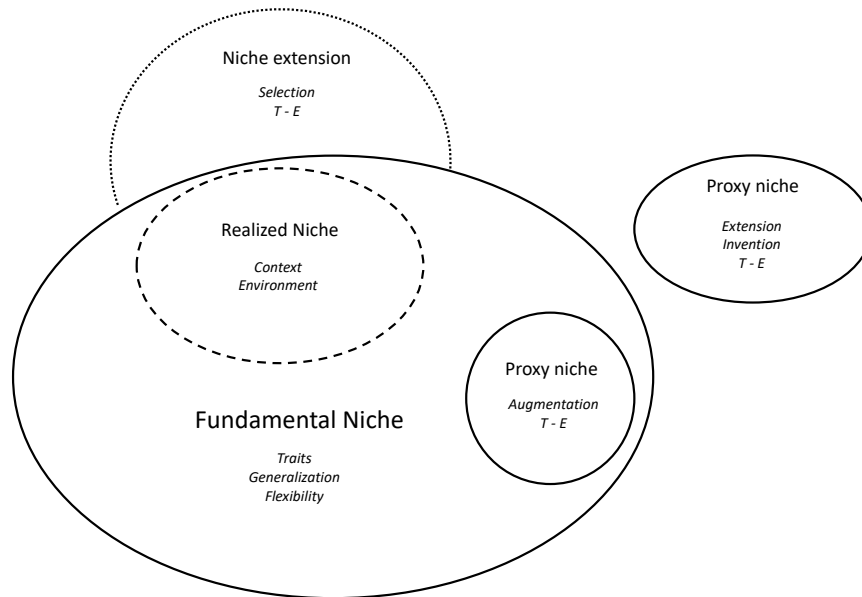 Niche extension
Selection
T - E
Proxy niche
Extension
Invention
T - E
Realized Niche
Context
Environment
Proxy niche
Augmentation
T - E
Fundamental Niche
Traits
Generalization
Flexibility